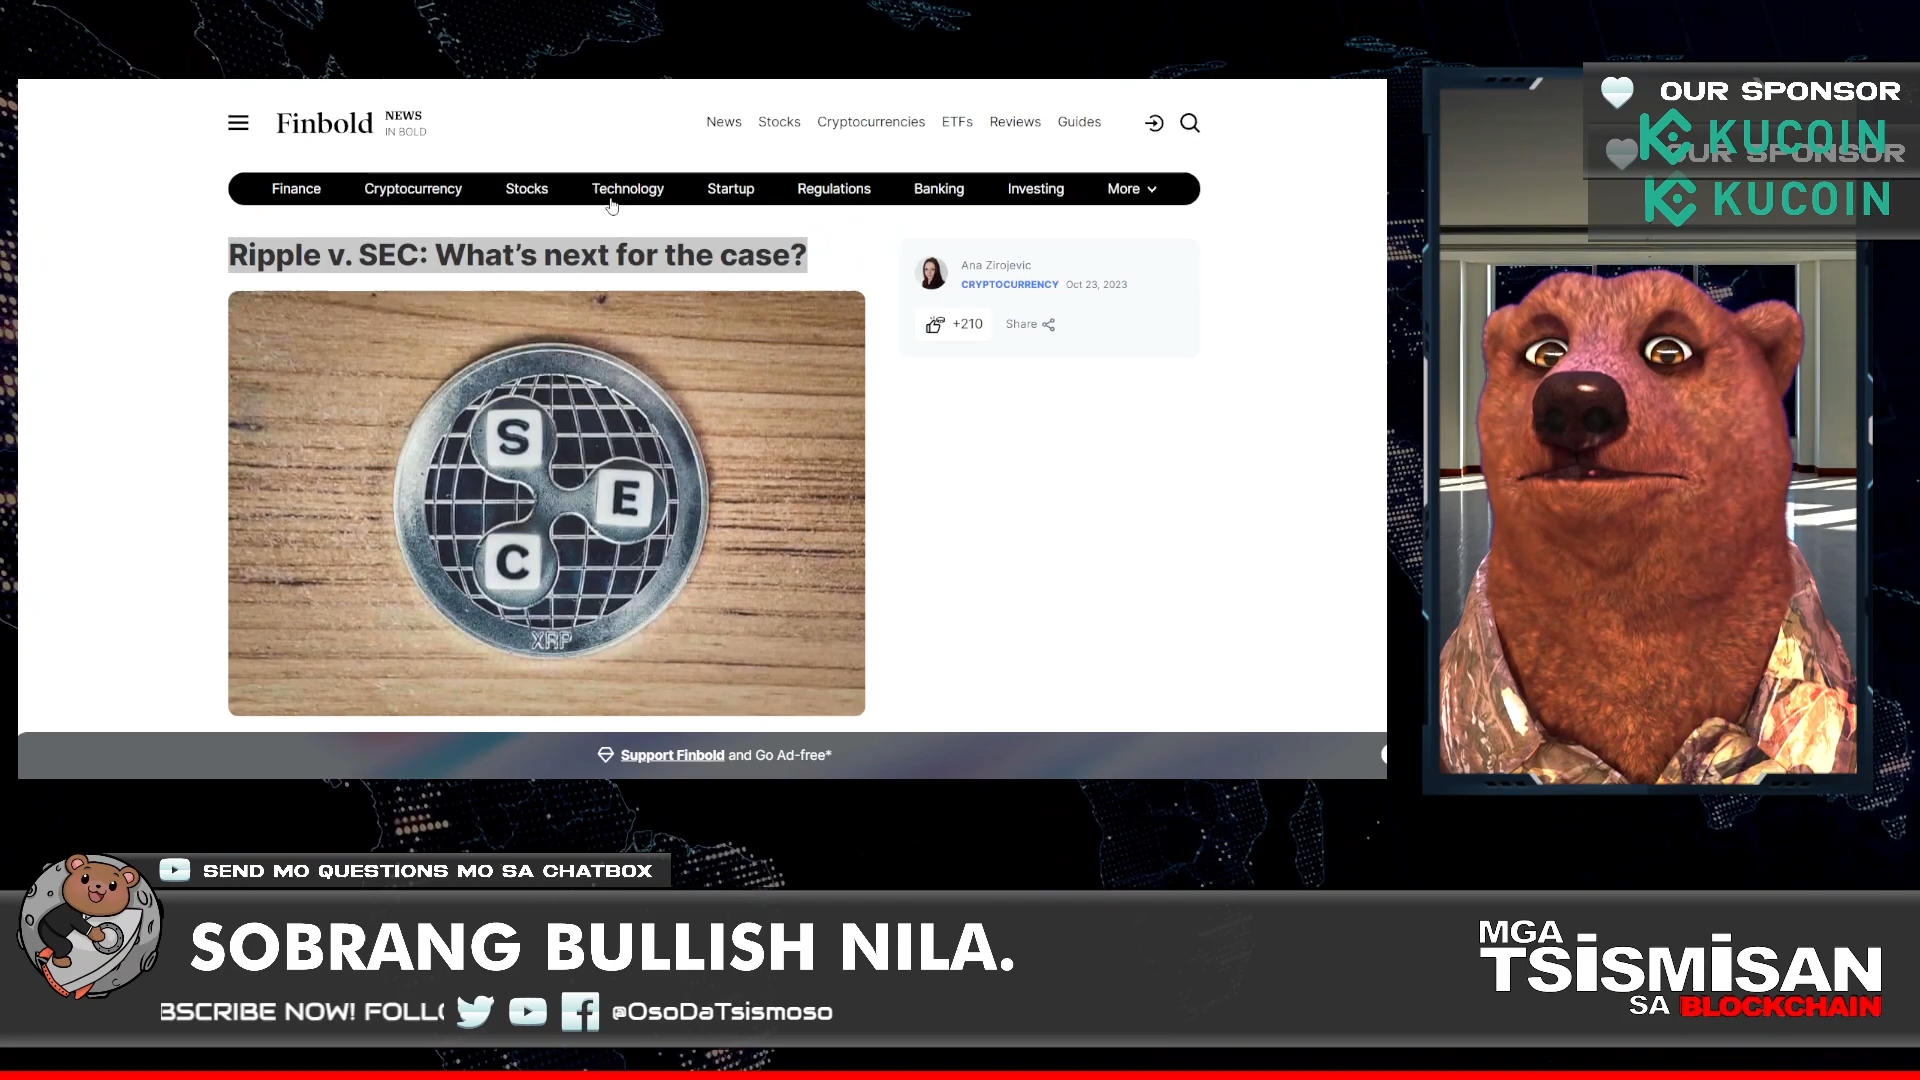 OUR SPONSOR
KUCOIN
OUR SPONSOR
KUCOIN
Finbold
NEWS
IN BOLD
News Stocks Cryptocurrencies ETFs Reviews Guides
Finance Cryptocurrency Stocks Technology Startup Regulations Banking Investing More
Ripple v. SEC: What’s next for the case?
Ana Zirojevic
CRYPTOCURRENCY Oct 23, 2023
+210 Share
S
E
C
XRP
Support Finbold and Go Ad-free*
SEND MO QUESTIONS MO SA CHATBOX
SOBRANG BULLISH NILA.
BSCRIBE NOW! FOLL
@OsoDaTsismoso
MGA
TSiSMiSAN
SA BLOCKCHAIN